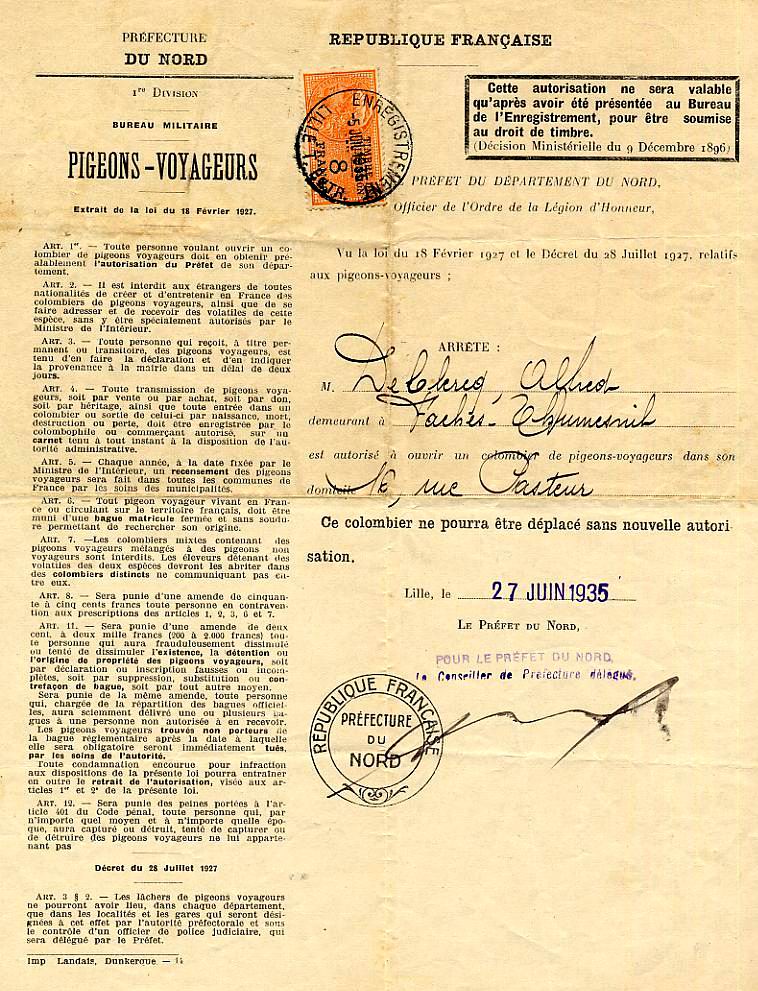 PRÉFECTURE
DU NORD
1re DIVISION
BUREAU MILITAIRE
PIGEONS-VOYAGEURS
Extrait de la loi du 18 Février 1927.
ART. 1er. — Toute personne voulant ouvrir un co-
lombier de pigeons voyageurs doit en obtenir pré-
alablement l'autorisation du Préfet de son dépar-
tement.
ART. 2. — Il est interdit aux étrangers de toutes
nationalités de créer et d'entretenir en France des
colombiers de pigeons voyageurs, ainsi que de se
faire adresser et de recevoir des volatiles de cette
espèce, sans y être spécialement autorisés par le
Ministre de l'Intérieur.
ART. 3. — Toute personne qui reçoit, à titre per-
manent ou transitoire, des pigeons voyageurs, est
tenu d'en faire la déclaration et d'en indiquer
la provenance à la mairie dans un délai de deux
jours.
ART. 4. — Toute transmission de pigeons voya-
geurs, soit par vente ou par achat, soit par don,
soit par héritage, ainsi que toute entrée dans un
colombier ou sortie de celui-ci par naissance, mort,
destruction ou perte, doit être enregistrée par le
colombophile ou commerçant autorisé, sur un
carnet tenu à tout instant à la disposition de l'au-
torité administrative.
ART. 5. — Chaque année, à la date fixée par le
Ministre de l'Intérieur, un recensement des pigeons
voyageurs sera fait dans toutes les communes de
France par les soins des municipalités.
ART. 6. — Tout pigeon voyageur vivant en Fran-
ce ou circulant sur le territoire français, doit être
muni d'une bague matricule fermée et sans soudu-
re permettant de rechercher son origine.
ART. 7. —Les colombiers mixtes contenant des
pigeons voyageurs mélangés à des pigeons non
voyageurs sont interdits. Les éleveurs détenant des
volatiles des deux espèces devront les abriter dans
des colombiers distincts ne communiquant pas en-
tre eux.
ART. 8. — Sera punie d'une amende de cinquan-
te à cinq cents francs toute personne en contraven-
tion aux prescriptions des articles 1, 2, 3, 6 et 7.
ART. 11. — Sera punie d'une amende de deux
cent, à deux mille francs (200 à 2.000 francs) tou-
te personne qui aura frauduleusement dissimulé
ou tenté de dissimuler l'existence, la détention ou
l'origine de propriété des pigeons voyageurs, soit
par déclaration ou inscription fausses ou incom-
plètes, soit par suppression, substitution ou con-
trefaçon de bague, soit par tout autre moyen.
Sera punie de la même amende, toute personne
qui, chargée de la répartition des bagues officiel-
les, aura sciemment délivré une ou plusieurs ba-
gues à une personne non autorisée à en recevoir.
Les pigeons voyageurs trouvés non porteurs de
la bague réglementaire après la date à laquelle
elle sera obligatoire seront immédiatement tués,
par les soins de l'autorité.
Toute condamnation encourue pour infraction
aux dispositions de la présente loi pourra entraîner
en outre le retrait de l'autorisation, visée aux ar-
ticles 1er et 2e de la présente loi.
ART. 12. — Sera punie des peines portées à l'ar-
ticle 401 du Code pénal, toute personne qui, par
n'importe quel moyen et à n'importe quelle épo-
que, aura capturé ou détruit, tenté de capturer ou
de détruire des pigeons voyageurs ne lui apparte-
nant pas
Décret du 28 Juillet 1927
ART. 3 § 2. — Les lâchers de pigeons voyageurs
ne pourront avoir lieu, dans chaque département,
que dans les localités et les gares qui seront dési-
gnées à cet effet par l'autorité préfectorale et sous
le contrôle d'un officier de police judiciaire, qui
sera délégué par le Préfet.
Imp Landais, Dunkerque — 14
REPUBLIQUE FRANÇAISE
ENREGISTREMENT
LILLE
-5 JUIL 1935
8
FRANCS
Cette autorisation ne sera valable
qu'après avoir été présentée au Bureau
de l'Enregistrement, pour être soumise
au droit de timbre.
(Décision Ministérielle du 9 Décembre 1896)
PRÉFET DU DÉPARTEMENT DU NORD,
Officier de l'Ordre de la Légion d'Honneur,
Vu la loi du 18 Février 1927 et le Décret du 28 Juillet 1927, relatifs
aux pigeons-voyageurs ;
ARRÊTE :
M. DeClercq Alfred
demeurant à Faches-Thumesnil
est autorisé à ouvrir un colombier de pigeons-voyageurs dans son
domicile 16, rue Pasteur
Ce colombier ne pourra être déplacé sans nouvelle autori-
sation.
Lille, le 27 JUIN 1935
LE PRÉFET DU NORD,
POUR LE PRÉFET DU NORD,
Le Conseiller de Préfecture délégué,
REPUBLIQUE FRANÇAISE
PRÉFECTURE
DU
NORD